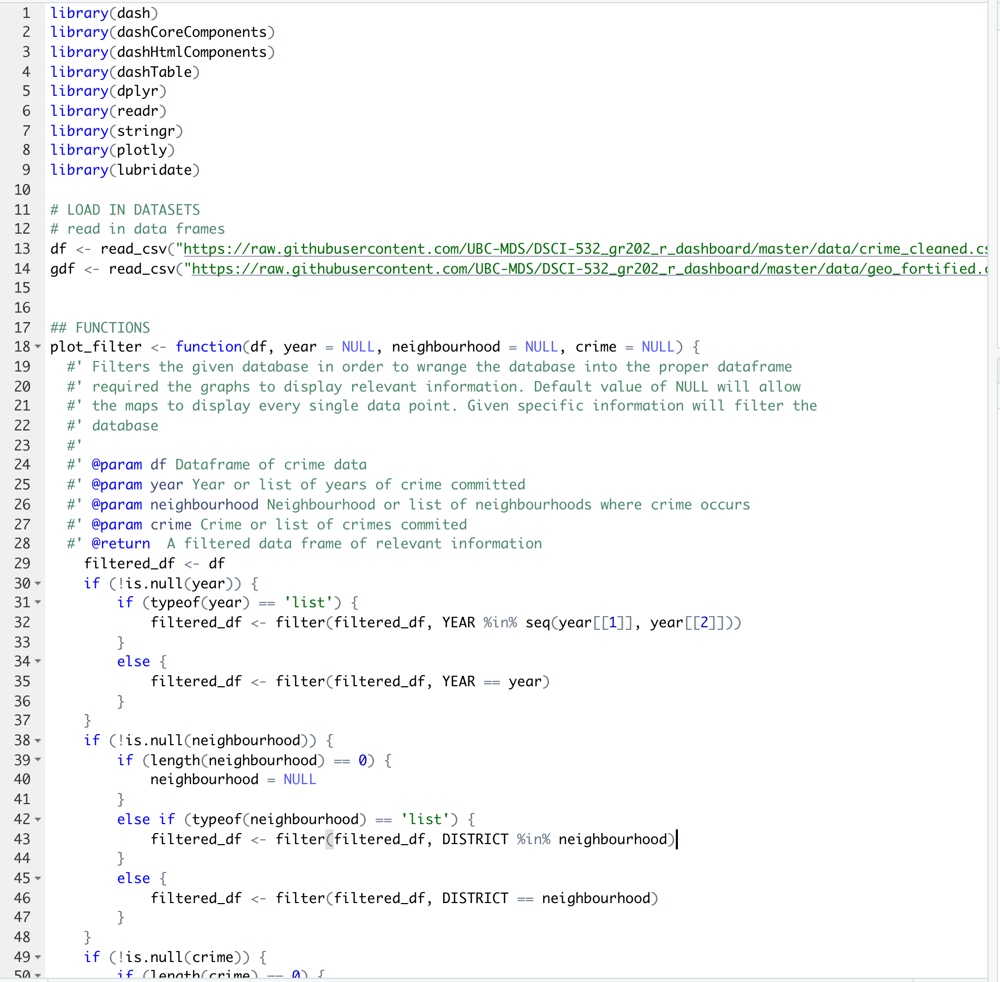 1 library(dash)
2 library(dashCoreComponents)
3 library(dashHtmlComponents)
4 library(dashTable)
5 library(dplyr)
6 library(readr)
7 library(stringr)
8 library(plotly)
9 library(lubridate)
10
11 # LOAD IN DATASETS
12 # read in data frames
13 df <- read_csv("https://raw.githubusercontent.com/UBC-MDS/DSCI-532_gr202_r_dashboard/master/data/crime_cleaned.cs
14 gdf <- read_csv("https://raw.githubusercontent.com/UBC-MDS/DSCI-532_gr202_r_dashboard/master/data/geo_fortified.c
15
16
17 ## FUNCTIONS
18 plot_filter <- function(df, year = NULL, neighbourhood = NULL, crime = NULL) {
19   #' Filters the given database in order to wrange the database into the proper dataframe
20   #' required the graphs to display relevant information. Default value of NULL will allow
21   #' the maps to display every single data point. Given specific information will filter the
22   #' database
23   #'
24   #' @param df Dataframe of crime data
25   #' @param year Year or list of years of crime committed
26   #' @param neighbourhood Neighbourhood or list of neighbourhoods where crime occurs
27   #' @param crime Crime or list of crimes commited
28   #' @return  A filtered data frame of relevant information
29     filtered_df <- df
30     if (!is.null(year)) {
31         if (typeof(year) == 'list') {
32             filtered_df <- filter(filtered_df, YEAR %in% seq(year[[1]], year[[2]]))
33         }
34         else {
35             filtered_df <- filter(filtered_df, YEAR == year)
36         }
37     }
38     if (!is.null(neighbourhood)) {
39         if (length(neighbourhood) == 0) {
40             neighbourhood = NULL
41         }
42         else if (typeof(neighbourhood) == 'list') {
43             filtered_df <- filter(filtered_df, DISTRICT %in% neighbourhood)
44         }
45         else {
46             filtered_df <- filter(filtered_df, DISTRICT == neighbourhood)
47         }
48     }
49     if (!is.null(crime)) {
50         if (length(crime) == 0) {